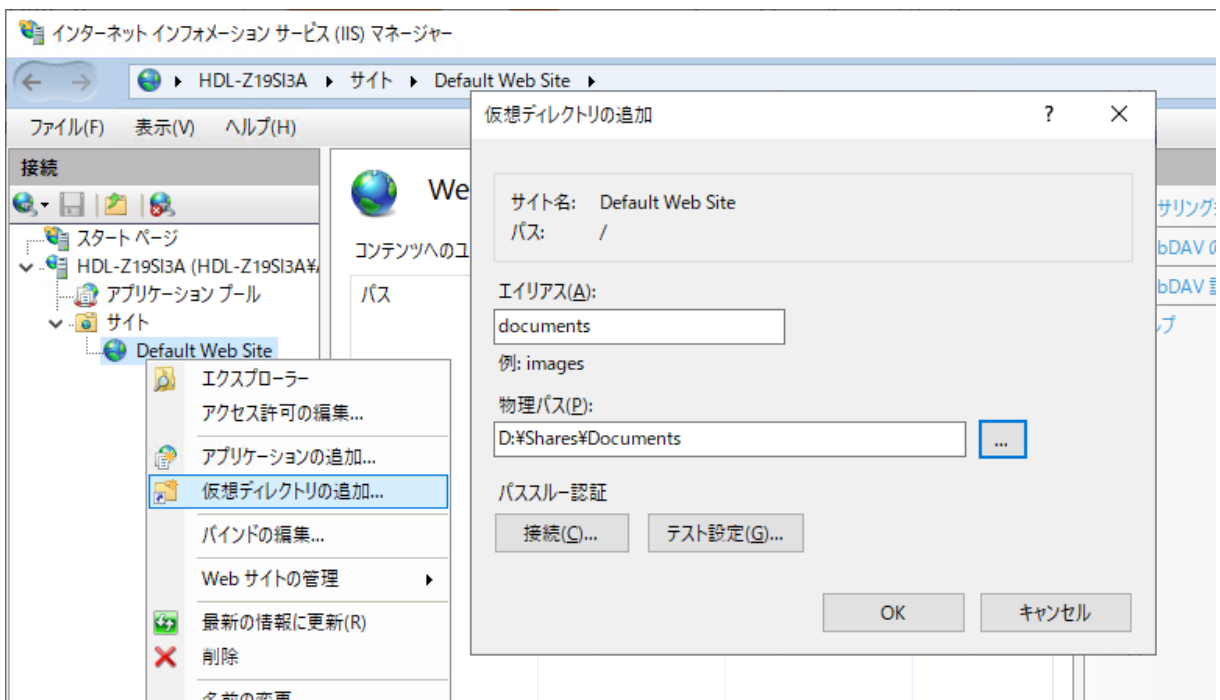 インターネット インフォメーション サービス (IIS) マネージャー
HDL-Z19SI3A
サイト
Default Web Site
ファイル(F) 表示(V) ヘルプ(H)
接続
スタート ページ
HDL-Z19SI3A (HDL-Z19SI3A¥
アプリケーション プール
サイト
Default Web Site
エクスプローラー
アクセス許可の編集...
アプリケーションの追加...
仮想ディレクトリの追加...
バインドの編集...
Web サイトの管理
最新の情報に更新(R)
削除
名前の変更
We
コンテンツへのユ
パス
仮想ディレクトリの追加
?
サイト名: Default Web Site
パス: /
エイリアス(A):
documents
例: images
物理パス(P):
D:¥Shares¥Documents
...
パススルー認証
接続(C)...
テスト設定(G)...
OK
キャンセル
サリング
bDAV の
bDAV
ルプ